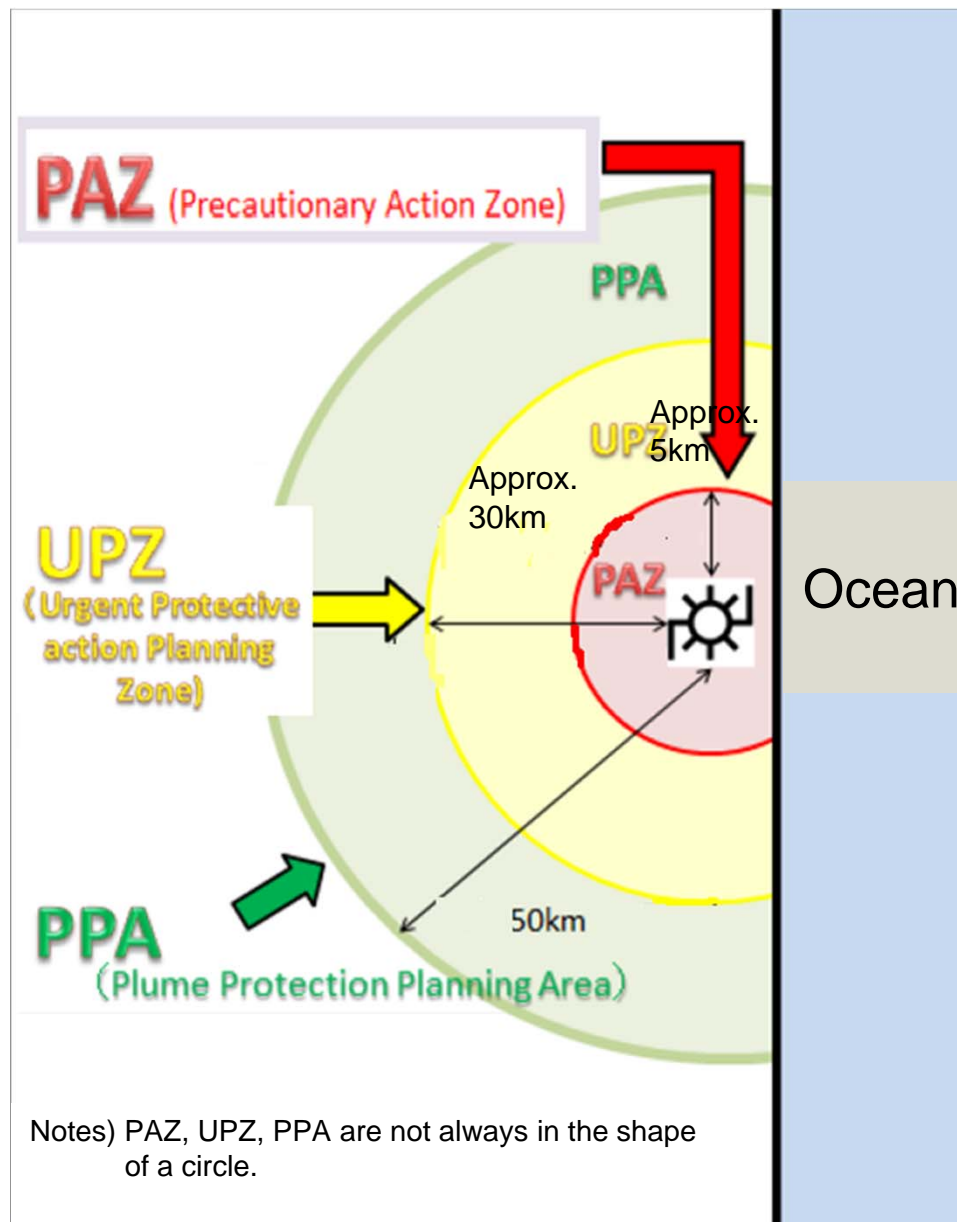 PAZ (Precautionary Action Zone)
PPA
Approx.
UPZ
5km
Approx.
30km
UPZ
(Urgent Protective
action Planning
Zone)
PAZ
Ocean
50km
PPA
(Plume Protection Planning Area)
Notes) PAZ, UPZ, PPA are not always in the shape
of a circle.